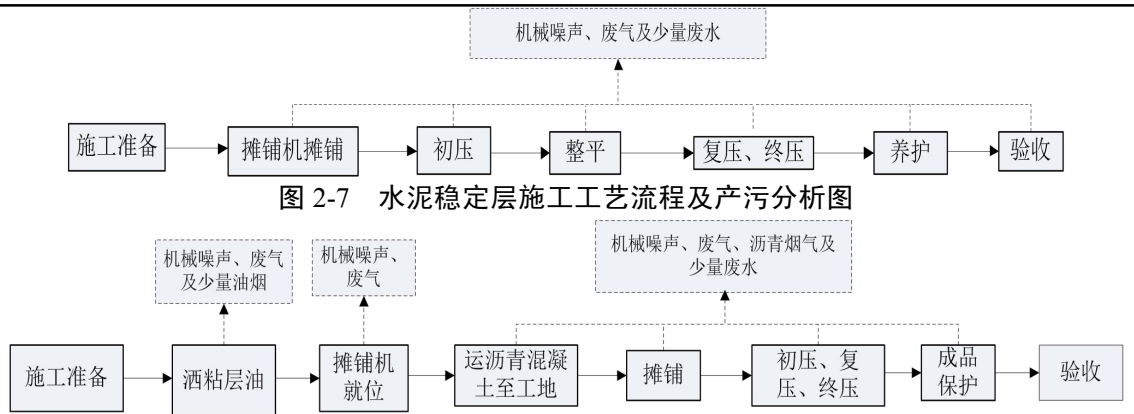 机械噪声、废气及少量废水
施工准备
摊铺机摊铺
初压
整平
复压、终压
养护
验收
图 2-7 水泥稳定层施工工艺流程及产污分析图
机械噪声、废气
及少量油烟
机械噪声、
废气
机械噪声、废气、沥青烟气及
少量废水
施工准备
洒粘层油
摊铺机
就位
运沥青混凝
土至工地
摊铺
初压、复
压、终压
成品
保护
验收